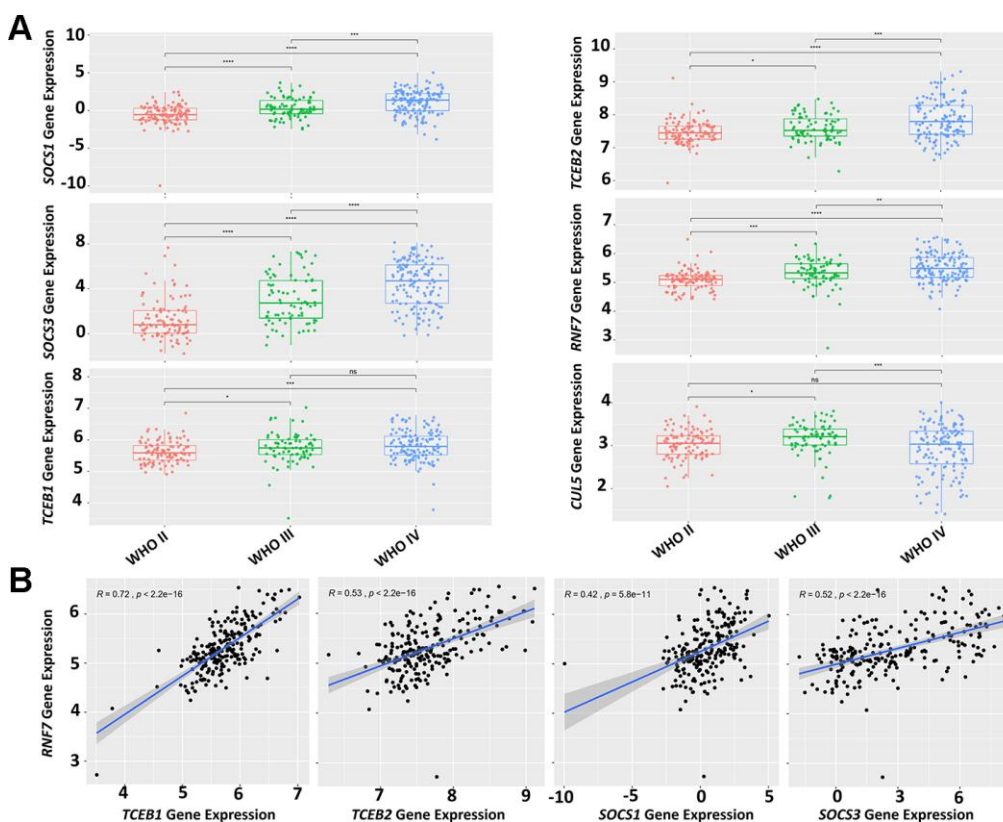 A
SOCS1 Gene Expression
10
5
0
-5
-10
****
****
***
SOCS3 Gene Expression
8
4
0
****
****
****
TCEB1 Gene Expression
8
7
6
5
4
ns
***
*
WHO II
WHO III
WHO IV
TCEB2 Gene Expression
10
9
8
7
6
***
****
*
RNF7 Gene Expression
6
5
4
3
**
****
***
CUL5 Gene Expression
4
3
2
***
ns
*
WHO II
WHO III
WHO IV
B
RNF7 Gene Expression
6
5
4
3
R = 0.72 , p < 2.2e−16
4 5 6 7
TCEB1 Gene Expression
R = 0.53 , p < 2.2e−16
7 8 9
TCEB2 Gene Expression
R = 0.42 , p = 5.8e−11
-10 -5 0 5
SOCS1 Gene Expression
R = 0.52 , p < 2.2e−16
0 3 6
SOCS3 Gene Expression